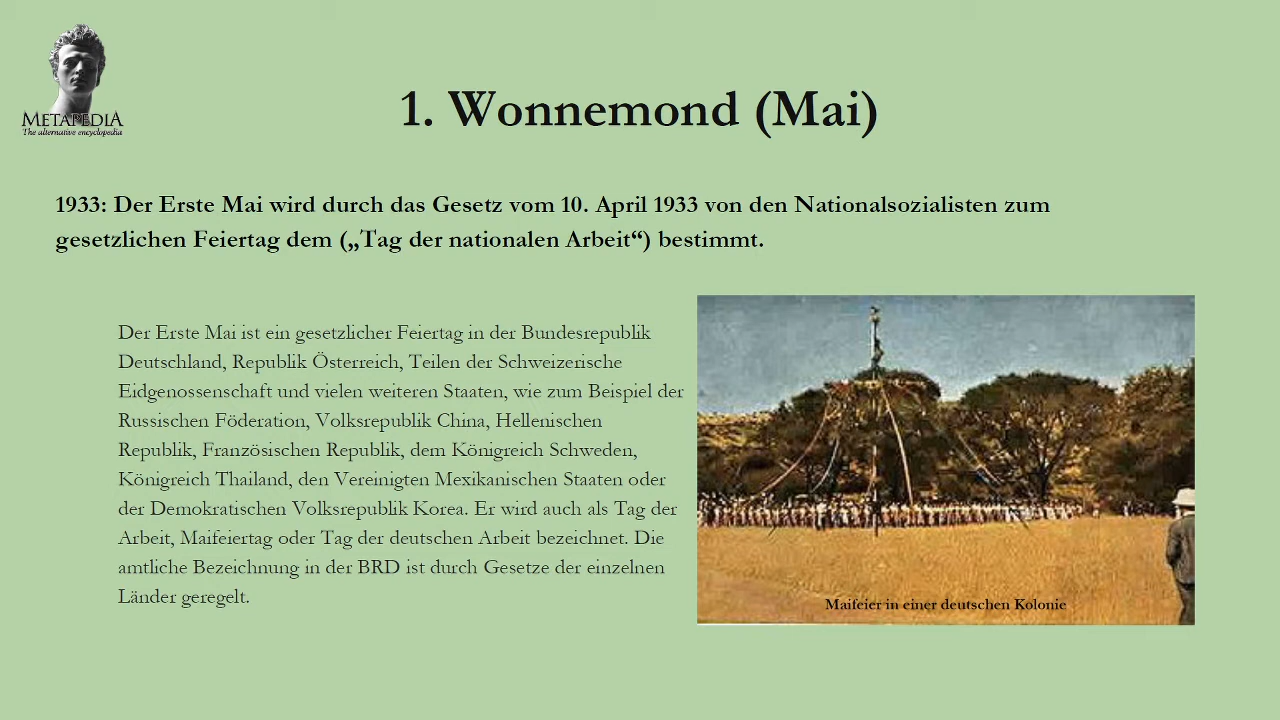 METAPEDIA
The alternative encyclopedia
1. Wonnemond (Mai)
1933: Der Erste Mai wird durch das Gesetz vom 10. April 1933 von den Nationalsozialisten zum
gesetzlichen Feiertag dem („Tag der nationalen Arbeit“) bestimmt.
Der Erste Mai ist ein gesetzlicher Feiertag in der Bundesrepublik
Deutschland, Republik Österreich, Teilen der Schweizerische
Eidgenossenschaft und vielen weiteren Staaten, wie zum Beispiel der
Russischen Föderation, Volksrepublik China, Hellenischen
Republik, Französischen Republik, dem Königreich Schweden,
Königreich Thailand, den Vereinigten Mexikanischen Staaten oder
der Demokratischen Volksrepublik Korea. Er wird auch als Tag der
Arbeit, Maifeiertag oder Tag der deutschen Arbeit bezeichnet. Die
amtliche Bezeichnung in der BRD ist durch Gesetze der einzelnen
Länder geregelt.
Maifeier in einer deutschen Kolonie